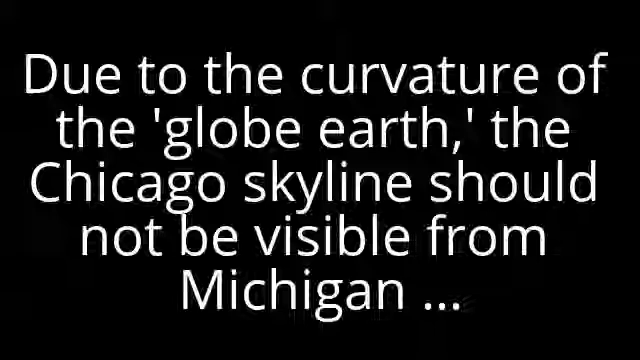 Due to the curvature of
the 'globe earth,' the
Chicago skyline should
not be visible from
Michigan ...